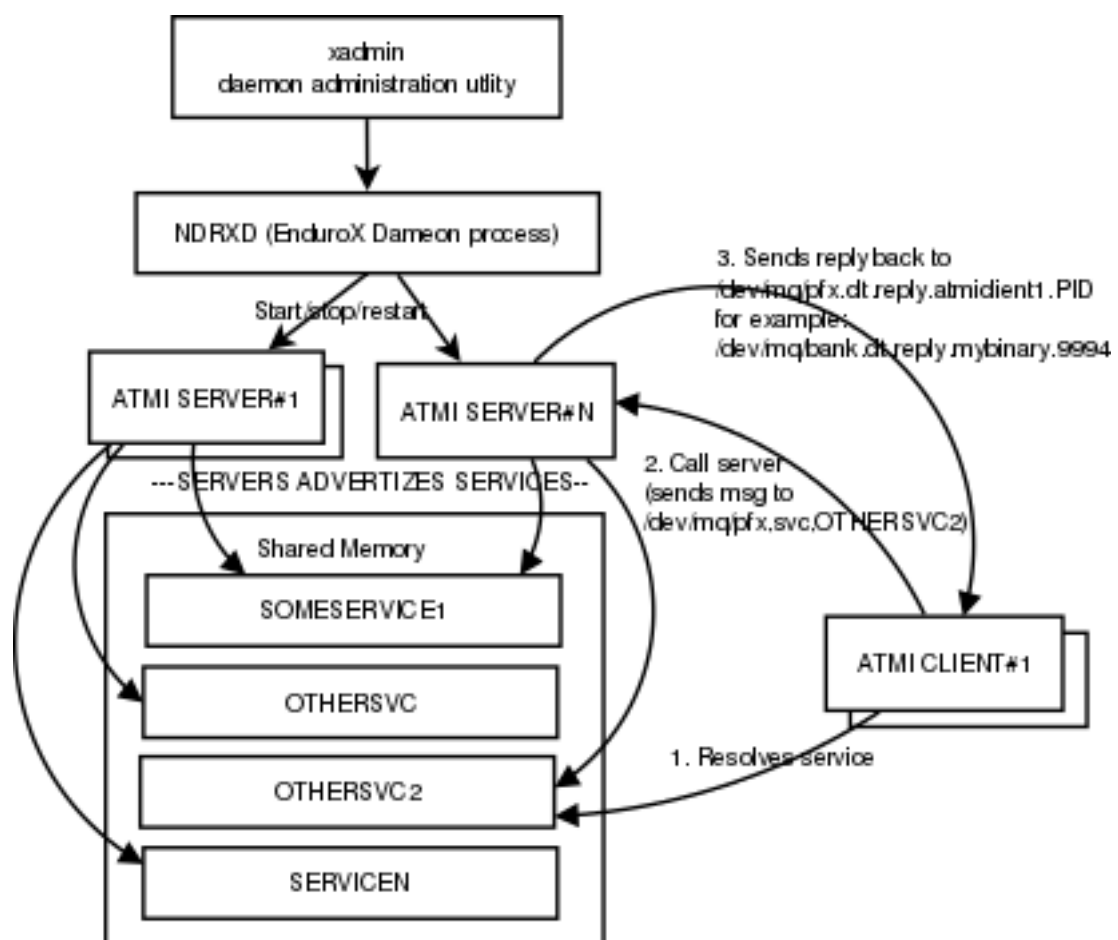 xadmin
daemon administration utlity
NDRXD (EnduroX Dameon process)
Start/stop/restart
3. Sends reply back to
/dev/mq/pfx.dt.reply.atmiclient1.PID
for example:
/dev/mq/bank.dt.reply.mybinary.9994
ATMI SERVER#1
ATMI SERVER#N
2. Call server
(sends msg to
/dev/mq/pfx,svc,OTHERSVC2)
---SERVERS ADVERTIZES SERVICES--
Shared Memory
SOMESERVICE1
ATMI CLIENT#1
OTHERSVC
1. Resolves service
OTHERSVC2
SERVICEN